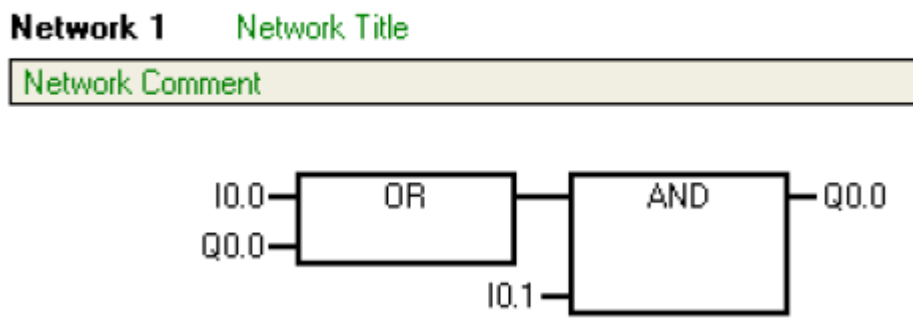 Network 1 Network Title
Network Comment
I0.0 OR AND Q0.0
Q0.0
I0.1